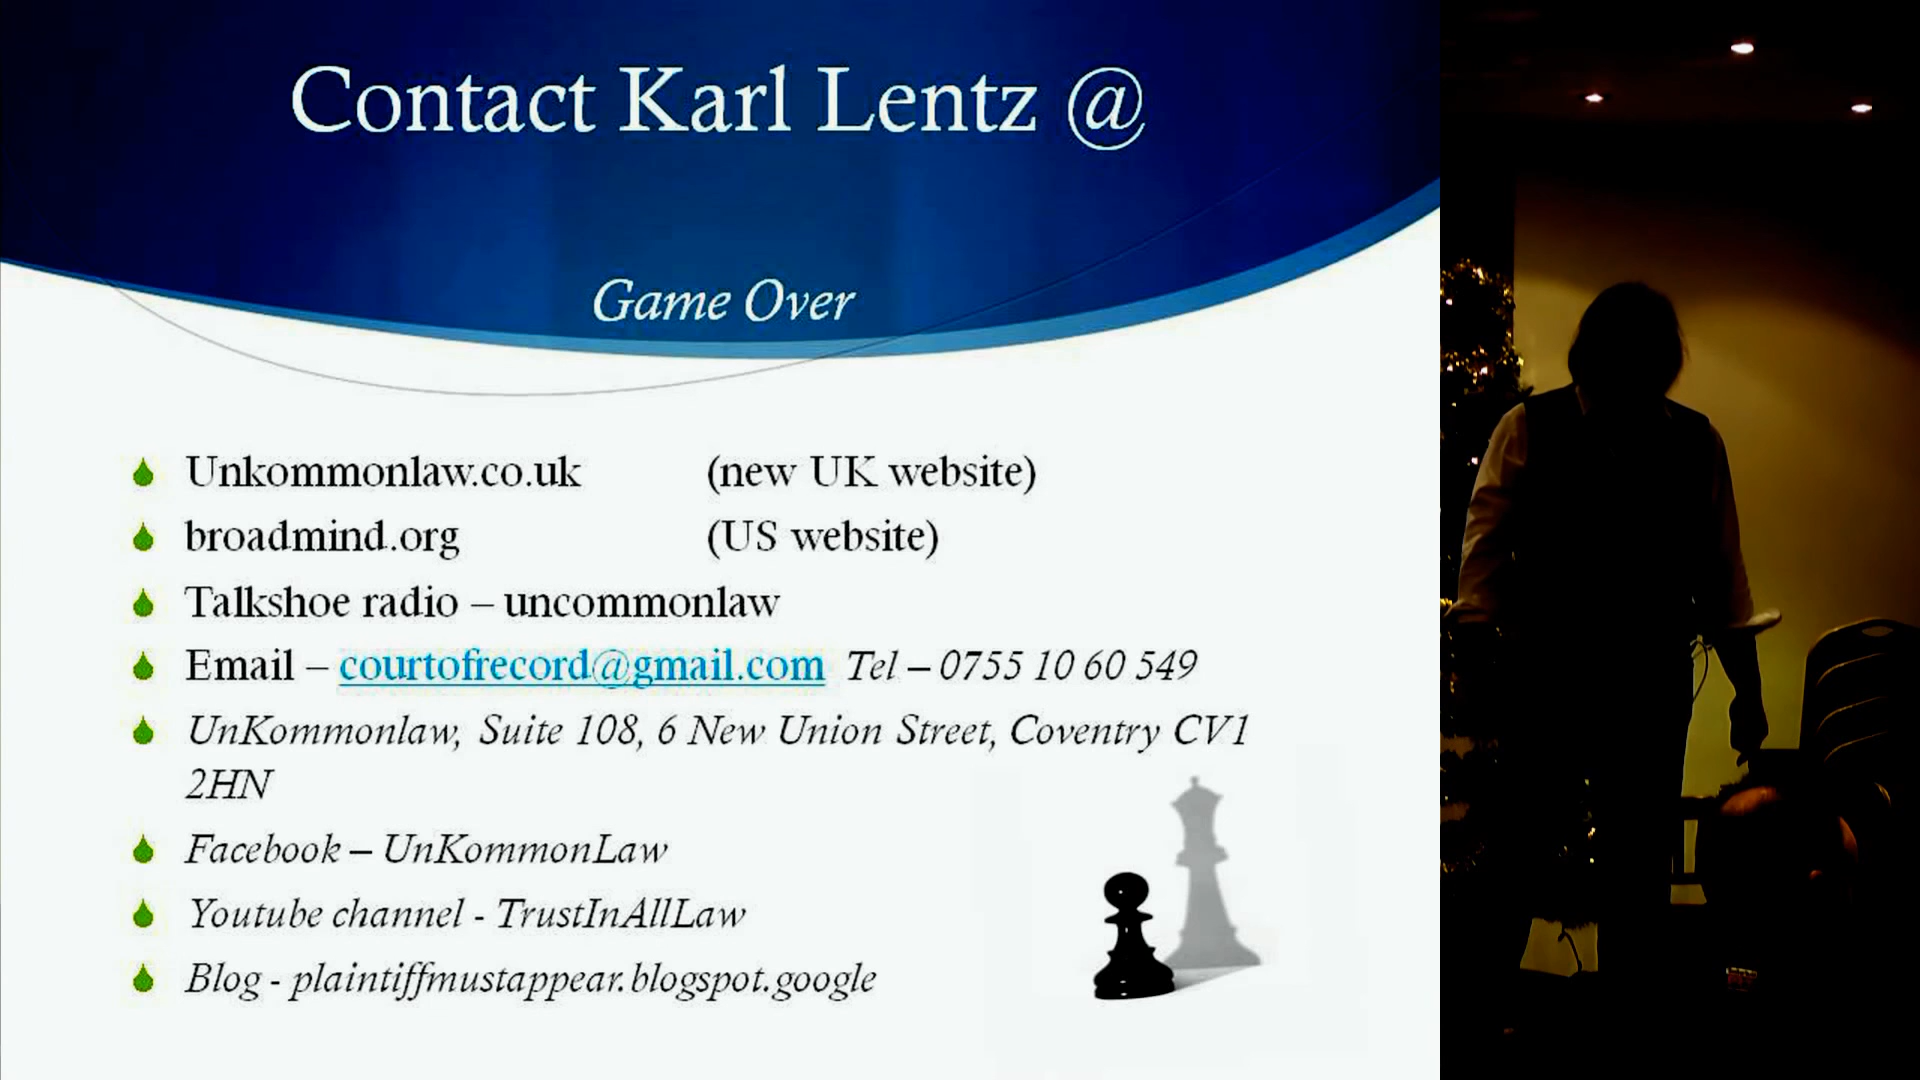 Contact Karl Lentz @
Game Over
Unkommonlaw.co.uk (new UK website)
broadmind.org (US website)
Talkshoe radio – uncommonlaw
Email – courtofrecord@gmail.com Tel – 0755 10 60 549
UnKommonlaw, Suite 108, 6 New Union Street, Coventry CV1
2HN
Facebook – UnKommonLaw
Youtube channel - TrustInAllLaw
Blog - plaintiffmustappear.blogspot.google